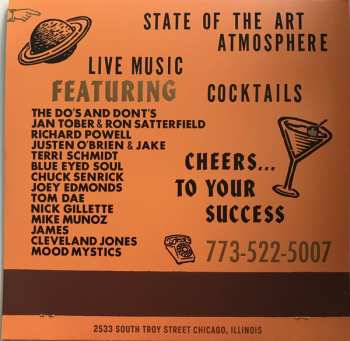 STATE OF THE ART
ATMOSPHERE
LIVE MUSIC
FEATURING
COCKTAILS
THE DO'S AND DONT'S
JAN TOBER & RON SATTERFIELD
RICHARD POWELL
JUSTEN O'BRIEN & JAKE
TERRI SCHMIDT
BLUE EYED SOUL
CHUCK SENRICK
JOEY EDMONDS
TOM DAE
NICK GILLETTE
MIKE MUNOZ
JAMES
CLEVELAND JONES
MOOD MYSTICS
CHEERS...
TO YOUR
SUCCESS
773-522-5007
2533 SOUTH TROY STREET CHICAGO, ILLINOIS